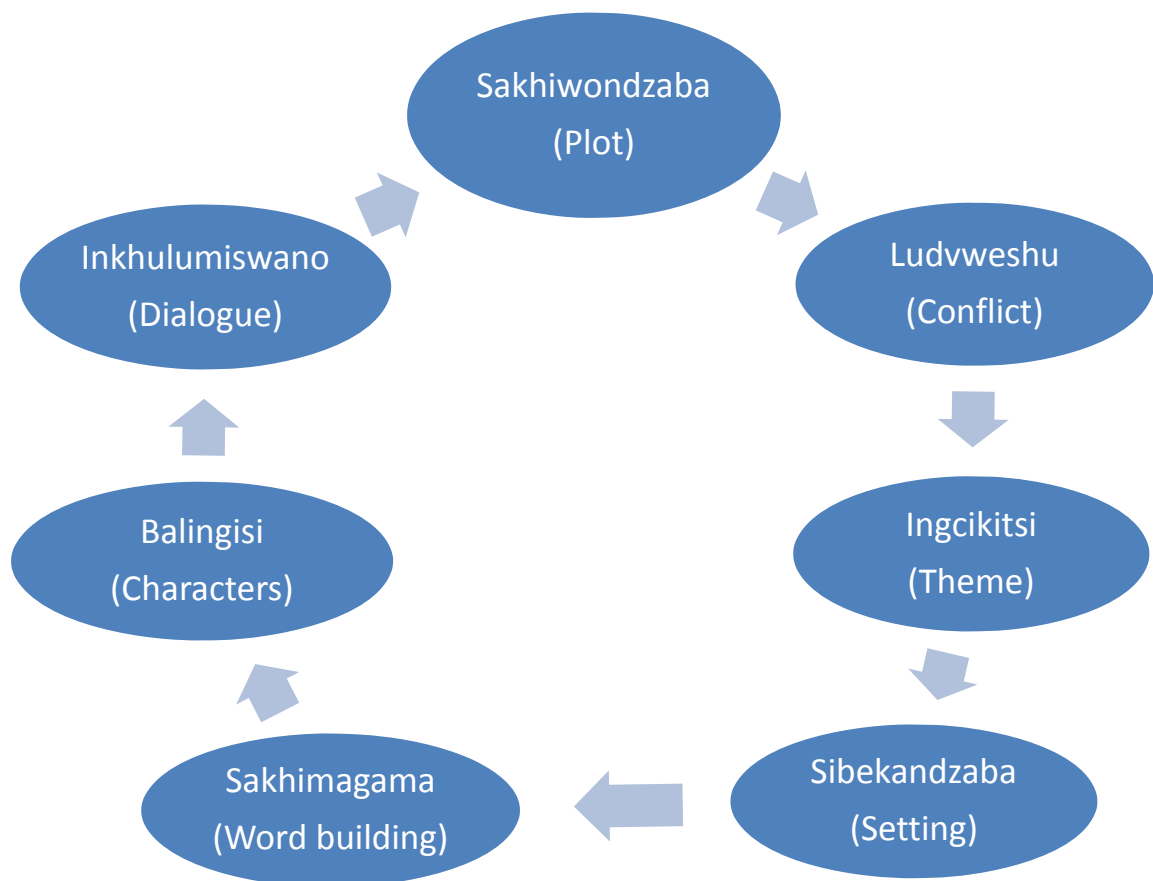 Sakhiwondzaba
(Plot)
Ludvweshu
(Conflict)
Ingcikitsi
(Theme)
Sibekandzaba
(Setting)
Sakhimagama
(Word building)
Balingisi
(Characters)
Inkhulumiswano
(Dialogue)